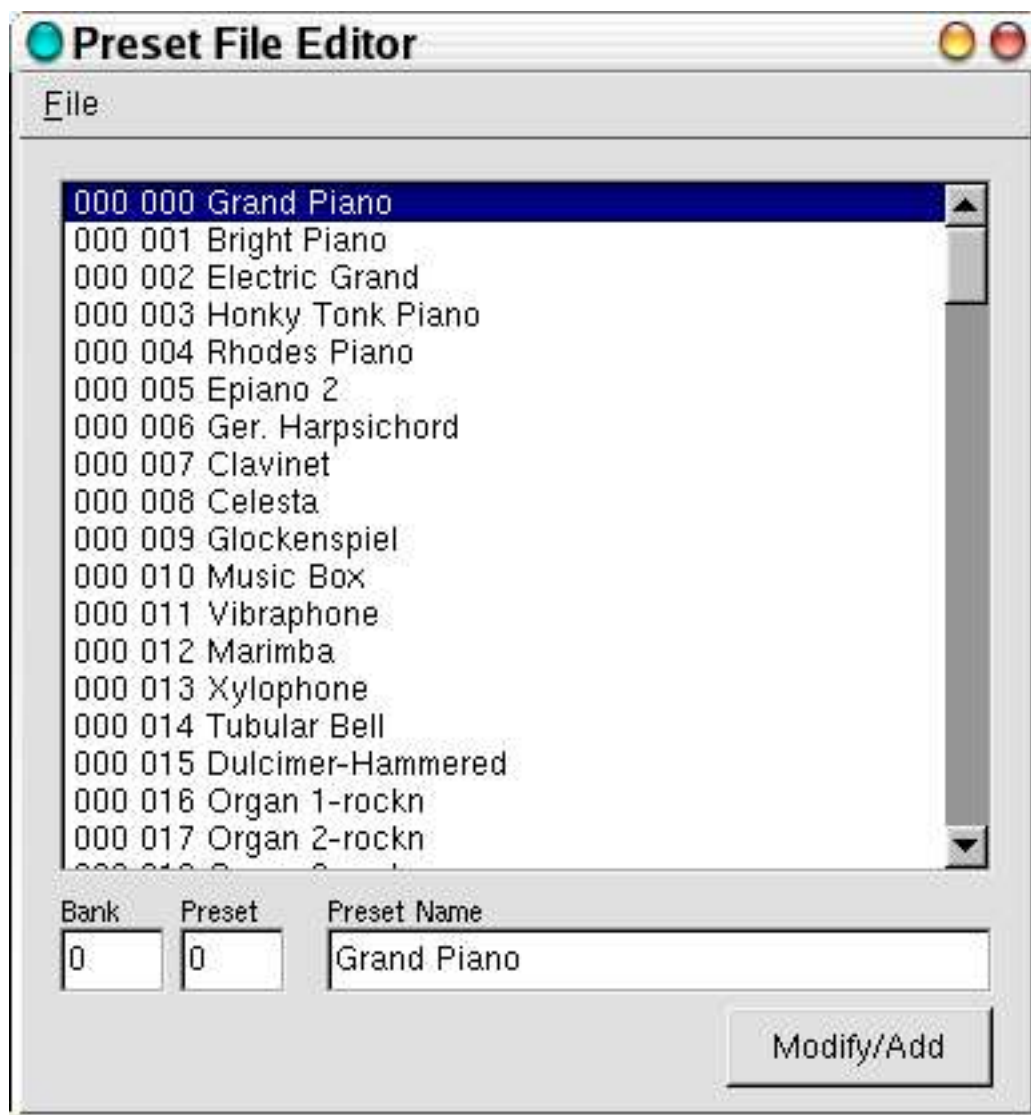 Preset File Editor
File
000 000 Grand Piano
000 001 Bright Piano
000 002 Electric Grand
000 003 Honky Tonk Piano
000 004 Rhodes Piano
000 005 Epiano 2
000 006 Ger. Harpsichord
000 007 Clavinet
000 008 Celesta
000 009 Glockenspiel
000 010 Music Box
000 011 Vibraphone
000 012 Marimba
000 013 Xylophone
000 014 Tubular Bell
000 015 Dulcimer-Hammered
000 016 Organ 1-rockn
000 017 Organ 2-rockn
Bank Preset Preset Name
0 0 Grand Piano
Modify/Add